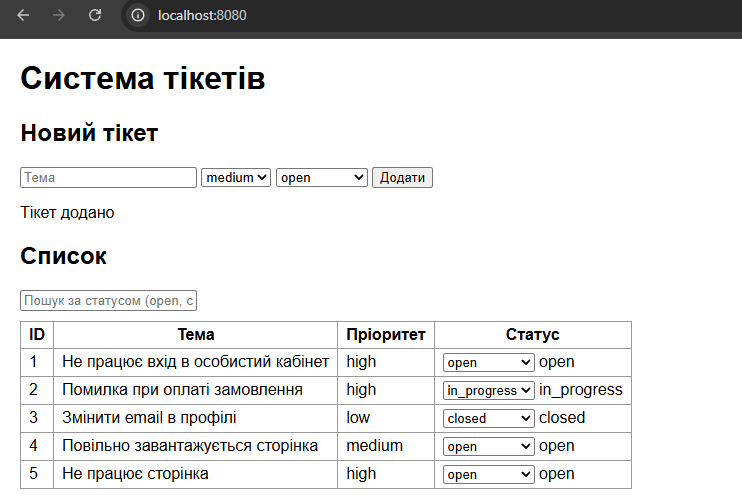 localhost:8080
Система тікетів
Новий тікет
Тема medium open Додати
Тікет додано
Список
Пошук за статусом (open, c
ID Тема Пріоритет Статус
1 Не працює вхід в особистий кабінет high open open
2 Помилка при оплаті замовлення high in_progress in_progress
3 Змінити email в профілі low closed closed
4 Повільно завантажується сторінка medium open open
5 Не працює сторінка high open open